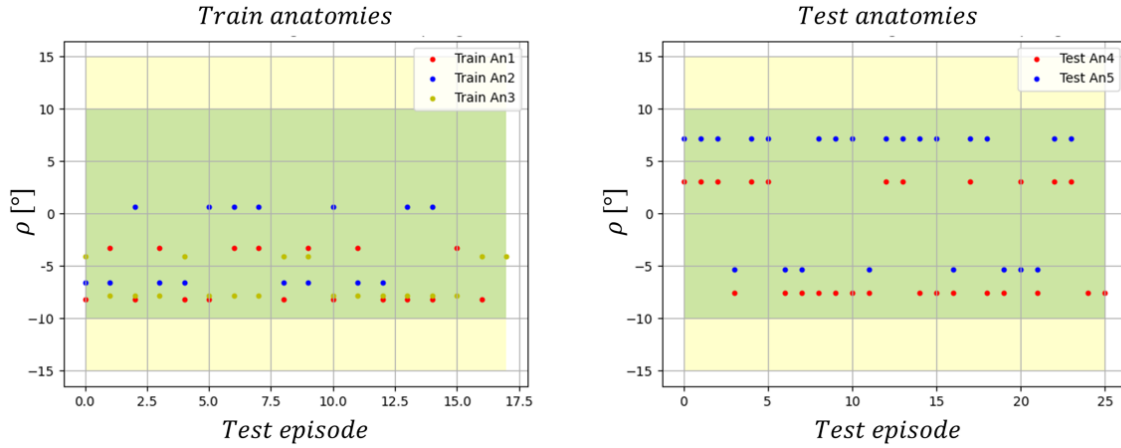 Train anatomies
Train An1
Train An2
Train An3
15
10
5
0
−5
−10
−15
ρ [°]
0.0
2.5
5.0
7.5
10.0
12.5
15.0
17.5
Test episode
Test anatomies
Test An4
Test An5
15
10
5
0
−5
−10
−15
ρ [°]
0
5
10
15
20
25
Test episode